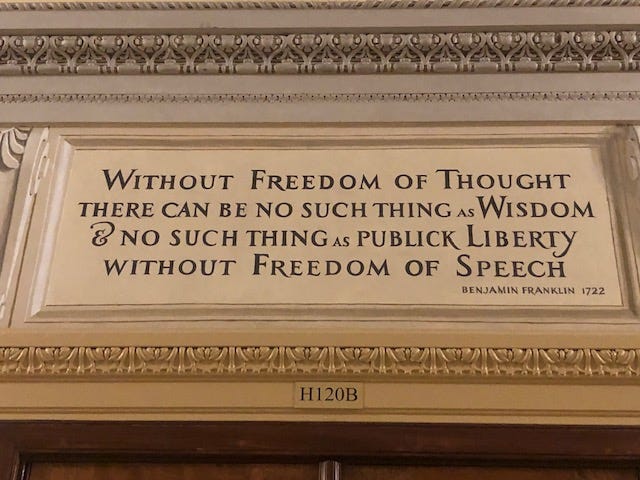 Without Freedom of Thought
there can be no such thing as Wisdom
& no such thing as publick Liberty
without Freedom of Speech
Benjamin Franklin 1722
H120B